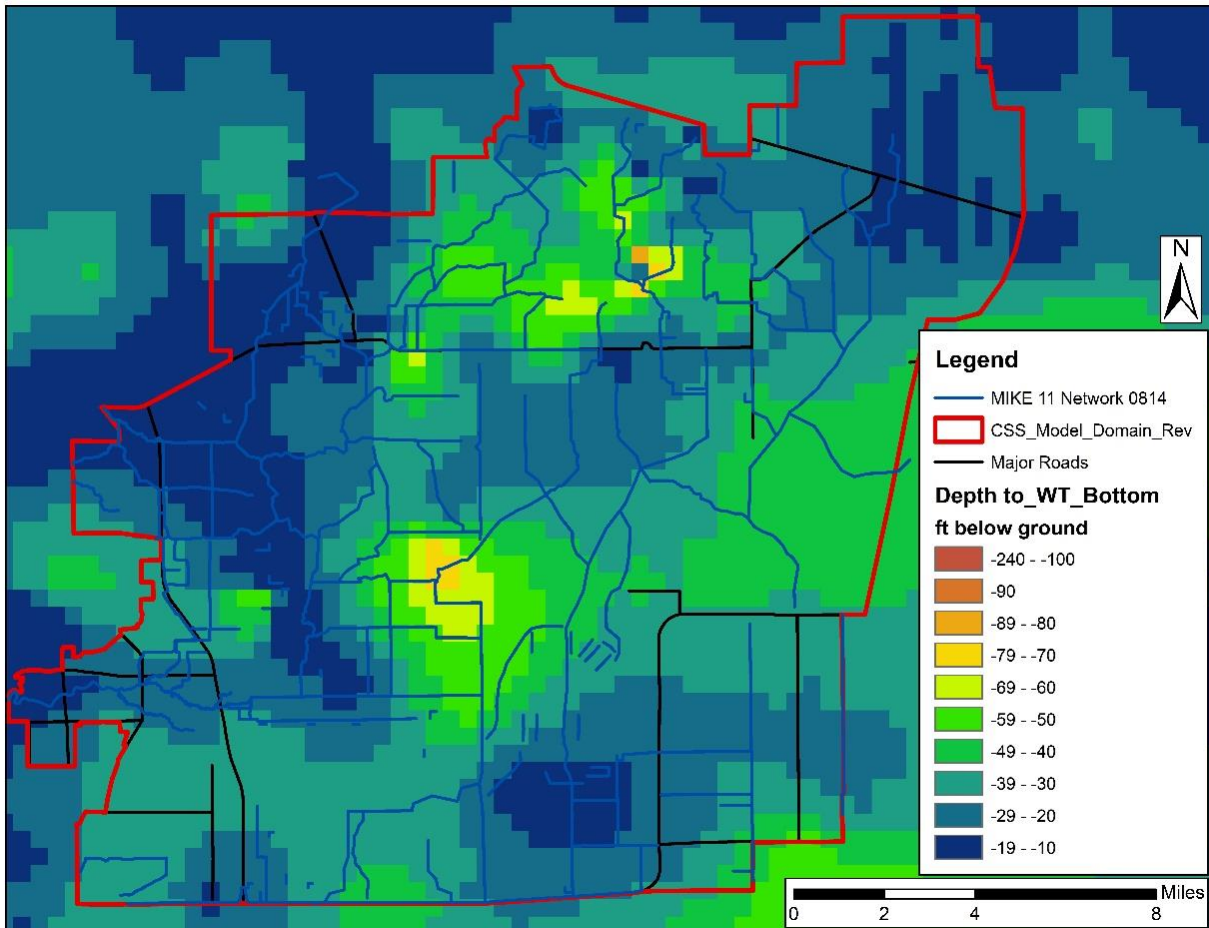 N
Legend
MIKE 11 Network 0814
CSS_Model_Domain_Rev
Major Roads
Depth to_WT_Bottom
ft below ground
-240 - -100
-90
-89 - -80
-79 - -70
-69 - -60
-59 - -50
-49 - -40
-39 - -30
-29 - -20
-19 - -10
Miles
0 2 4 8